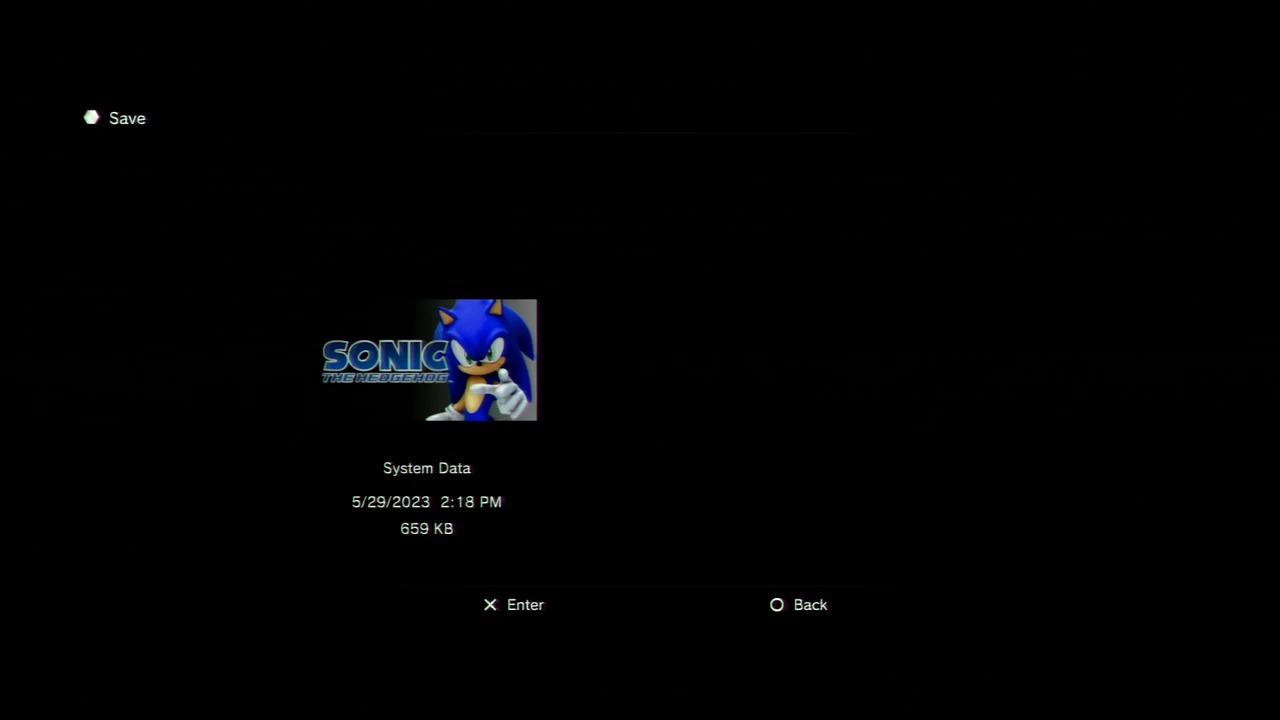 Save
SONIC
THE HEDGEHOG
System Data
5/29/2023 2:18 PM
659 KB
Enter
Back